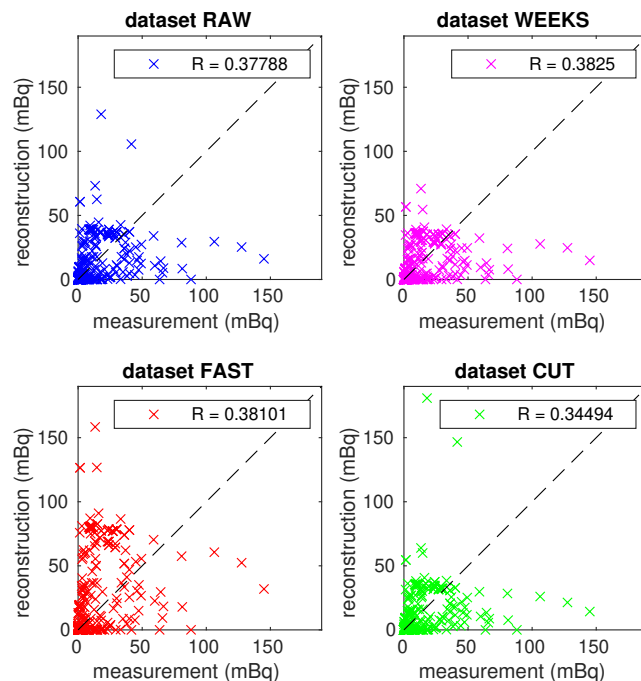 dataset RAW
R = 0.37788
150
100
50
0
reconstruction (mBq)
0 50 100 150
measurement (mBq)
dataset WEEKS
R = 0.3825
150
100
50
0
reconstruction (mBq)
0 50 100 150
measurement (mBq)
dataset FAST
R = 0.38101
150
100
50
0
reconstruction (mBq)
0 50 100 150
measurement (mBq)
dataset CUT
R = 0.34494
150
100
50
0
reconstruction (mBq)
0 50 100 150
measurement (mBq)